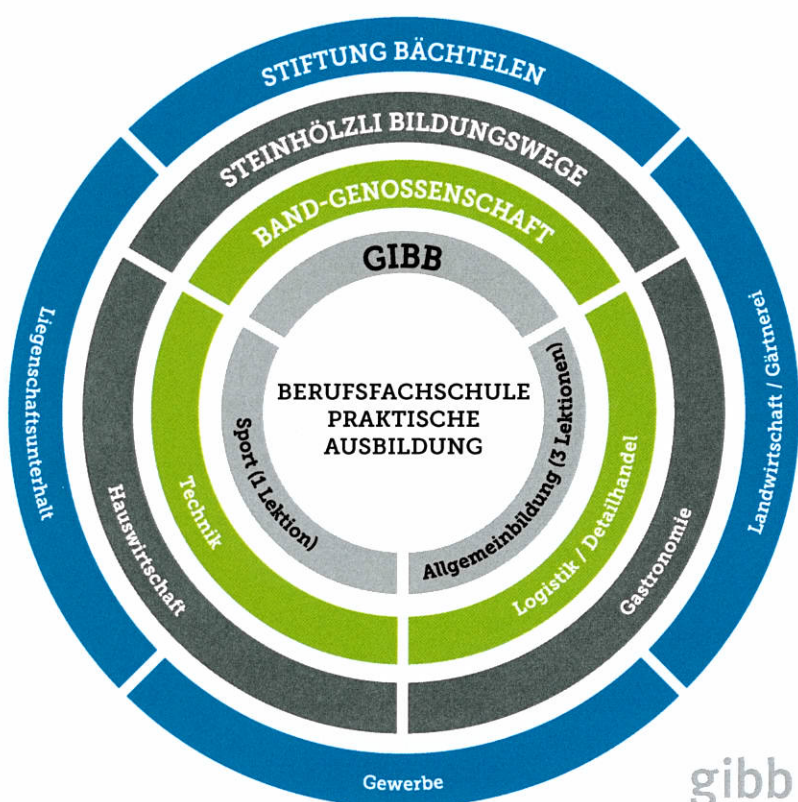 STIFTUNG BÄCHTELEN
STEINHÖLZLI BILDUNGSWEGE
BAND-GENOSSENSCHAFT
GIBB
BERUFSFACHSCHULE
PRAKTISCHE
AUSBILDUNG
Sport (1 Lektion)
Allgemeinbildung (3 Lektionen)
Technik
Logistik / Detailhandel
Hauswirtschaft
Gastronomie
Liegenschaftsunterhalt
Landwirtschaft / Gärtnerei
Gewerbe
gibb